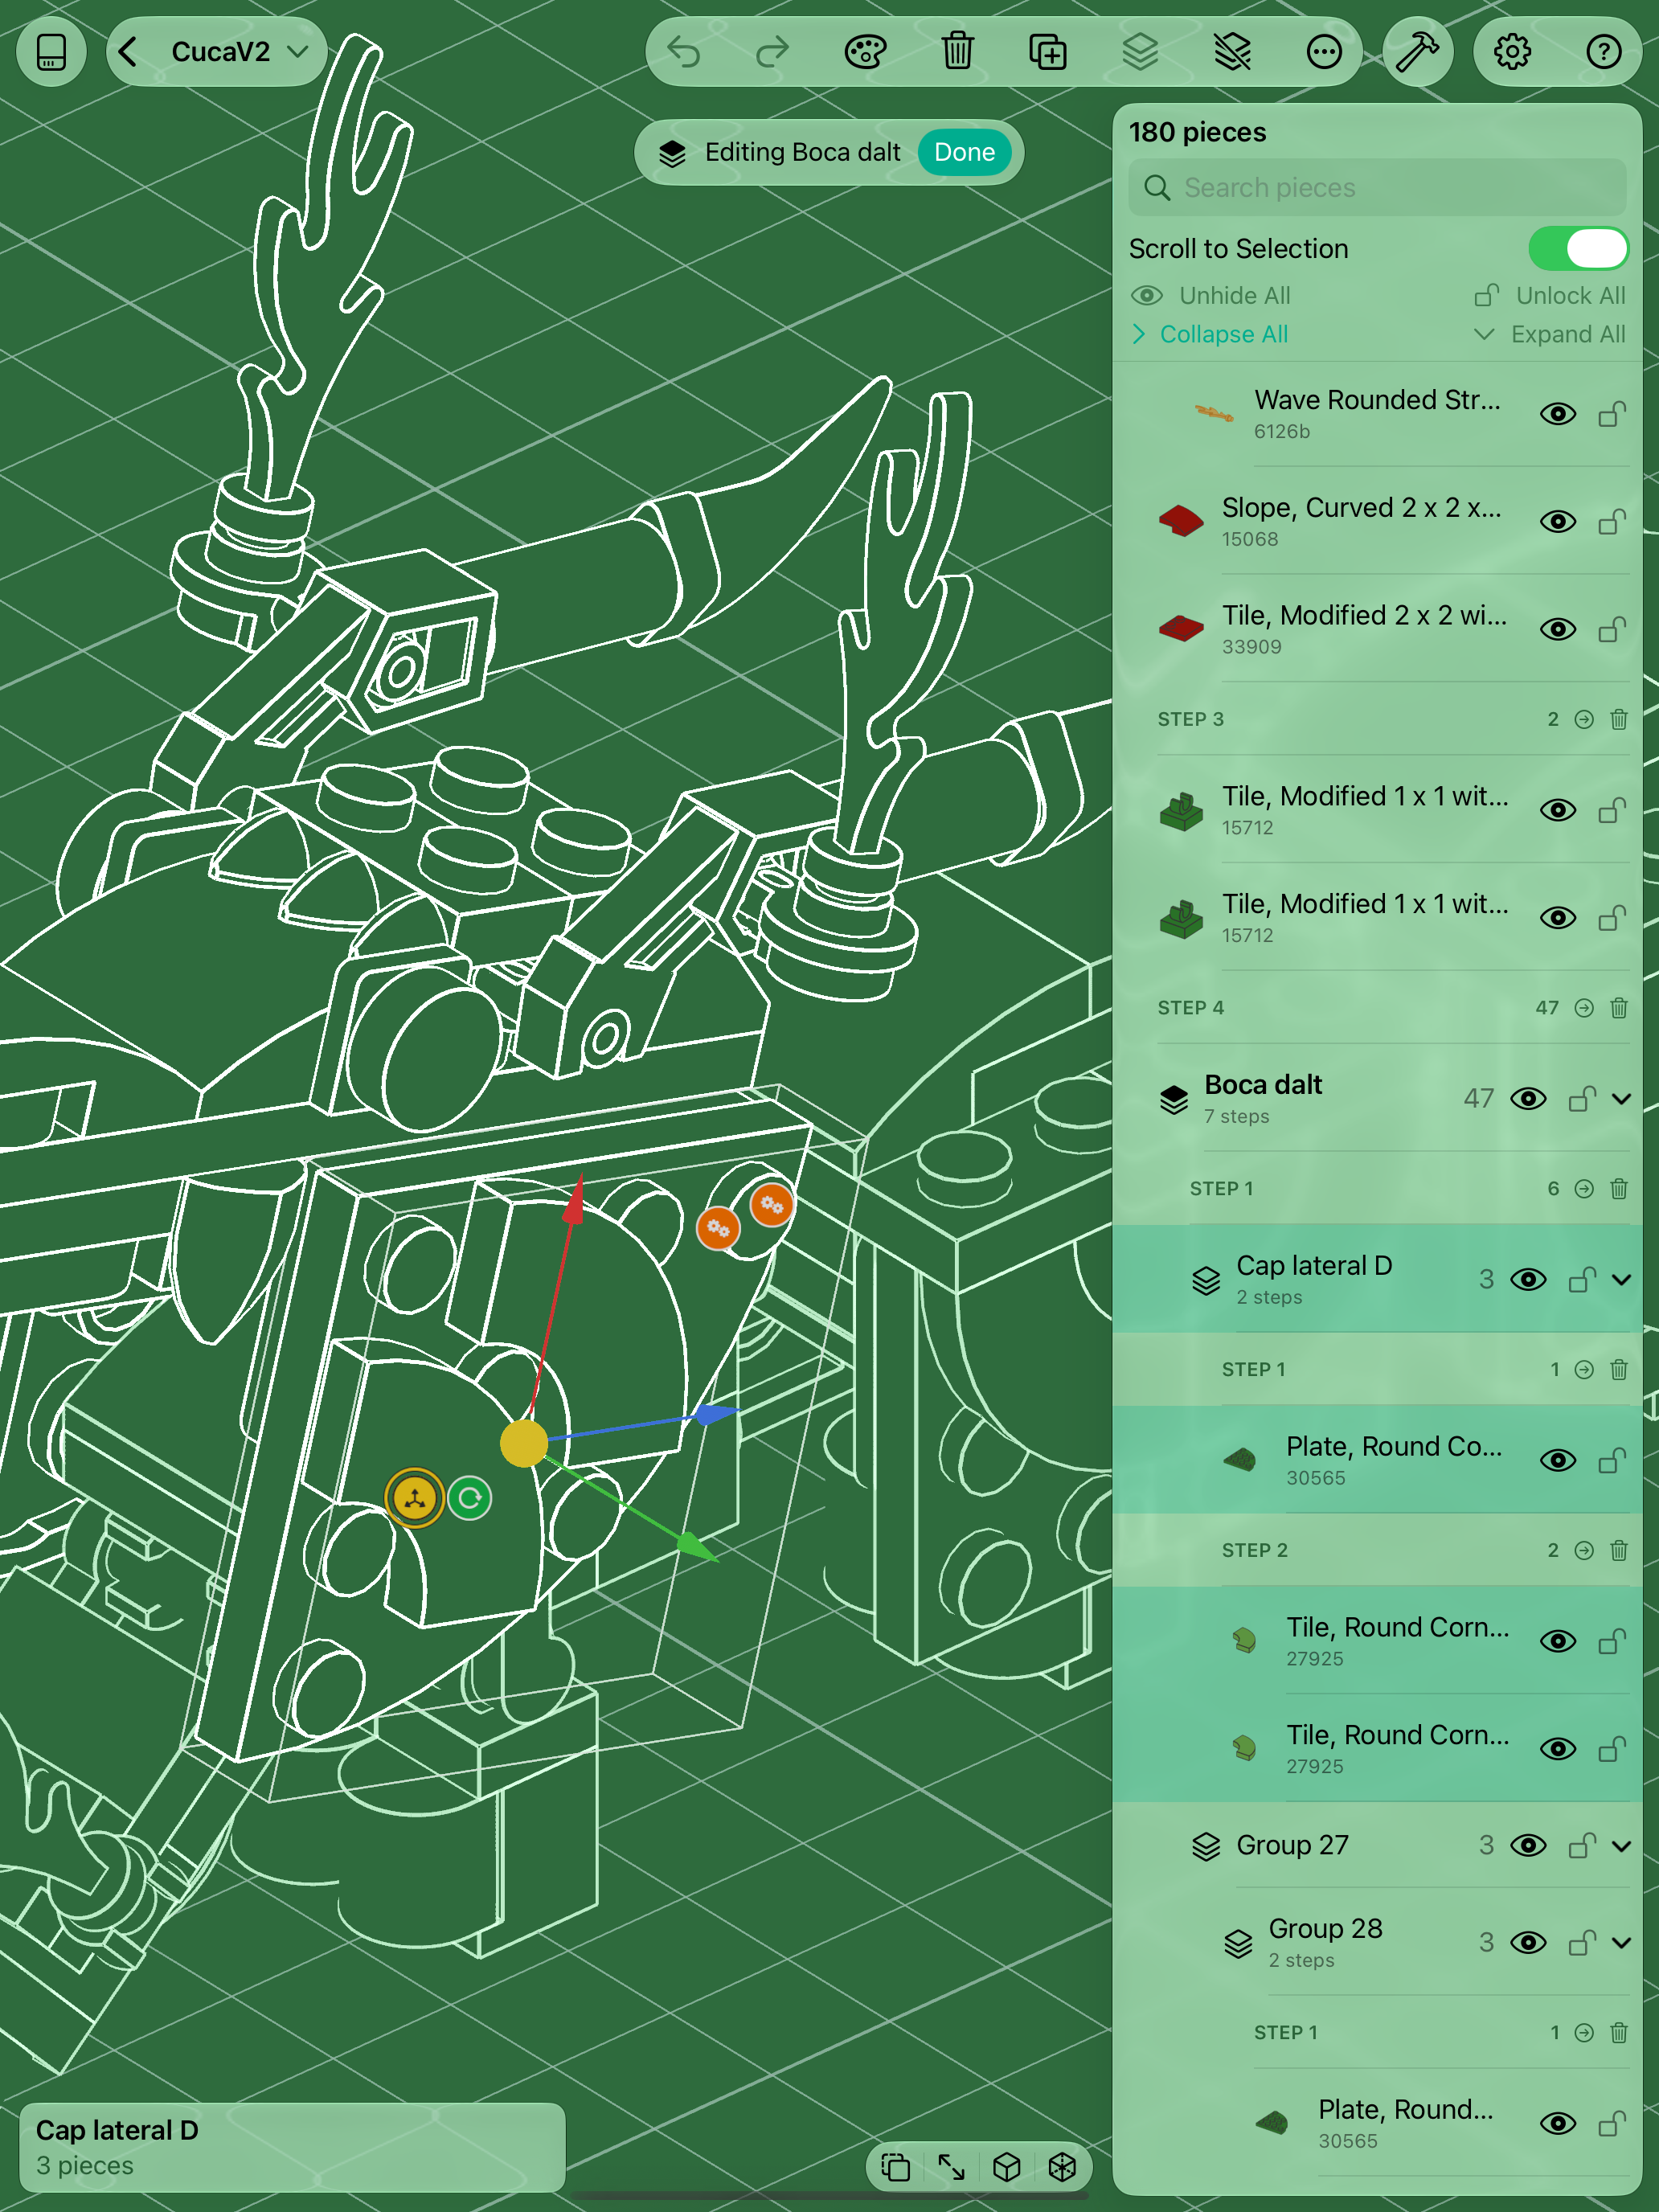 CucaV2
Editing Boca dalt
Done
180 pieces
Search pieces
Scroll to Selection
Unhide All
Unlock All
Collapse All
Expand All
Wave Rounded Str...
6126b
Slope, Curved 2 x 2 x...
15068
Tile, Modified 2 x 2 wi...
33909
STEP 3 2
Tile, Modified 1 x 1 wit...
15712
Tile, Modified 1 x 1 wit...
15712
STEP 4 47
Boca dalt 47
7 steps
STEP 1 6
Cap lateral D 3
2 steps
STEP 1 1
Plate, Round Co...
30565
STEP 2 2
Tile, Round Corn...
27925
Tile, Round Corn...
27925
Group 27 3
Group 28 3
2 steps
STEP 1 1
Plate, Round...
30565
Cap lateral D
3 pieces